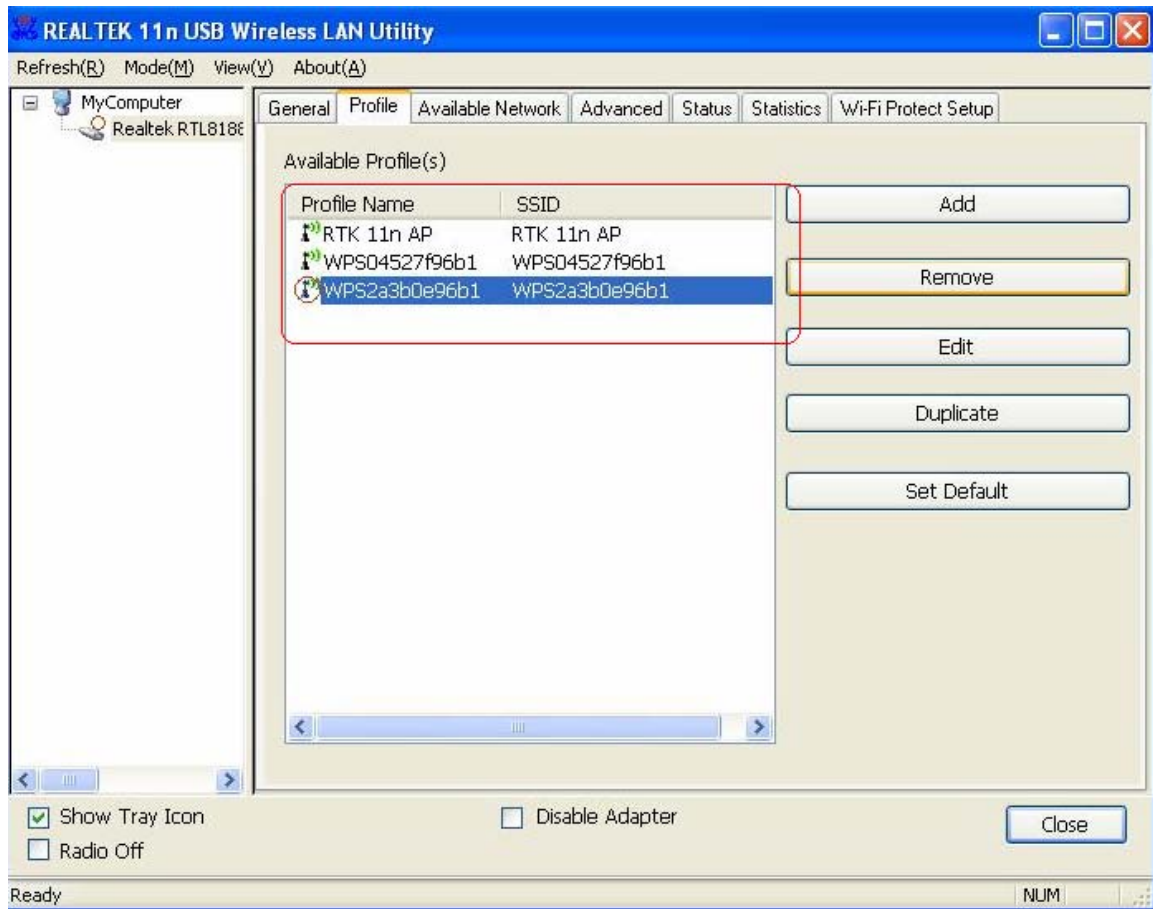 REALTEK 11n USB Wireless LAN Utility
Refresh(R) Mode(M) View(V) About(A)
MyComputer
Realtek RTL8188
General Profile Available Network Advanced Status Statistics Wi-Fi Protect Setup
Available Profile(s)
Profile Name SSID
RTK 11n AP RTK 11n AP
WPS04527f96b1 WPS04527f96b1
WPS2a3b0e96b1 WPS2a3b0e96b1
Add
Remove
Edit
Duplicate
Set Default
Show Tray Icon
Radio Off
Disable Adapter
Close
Ready NUM